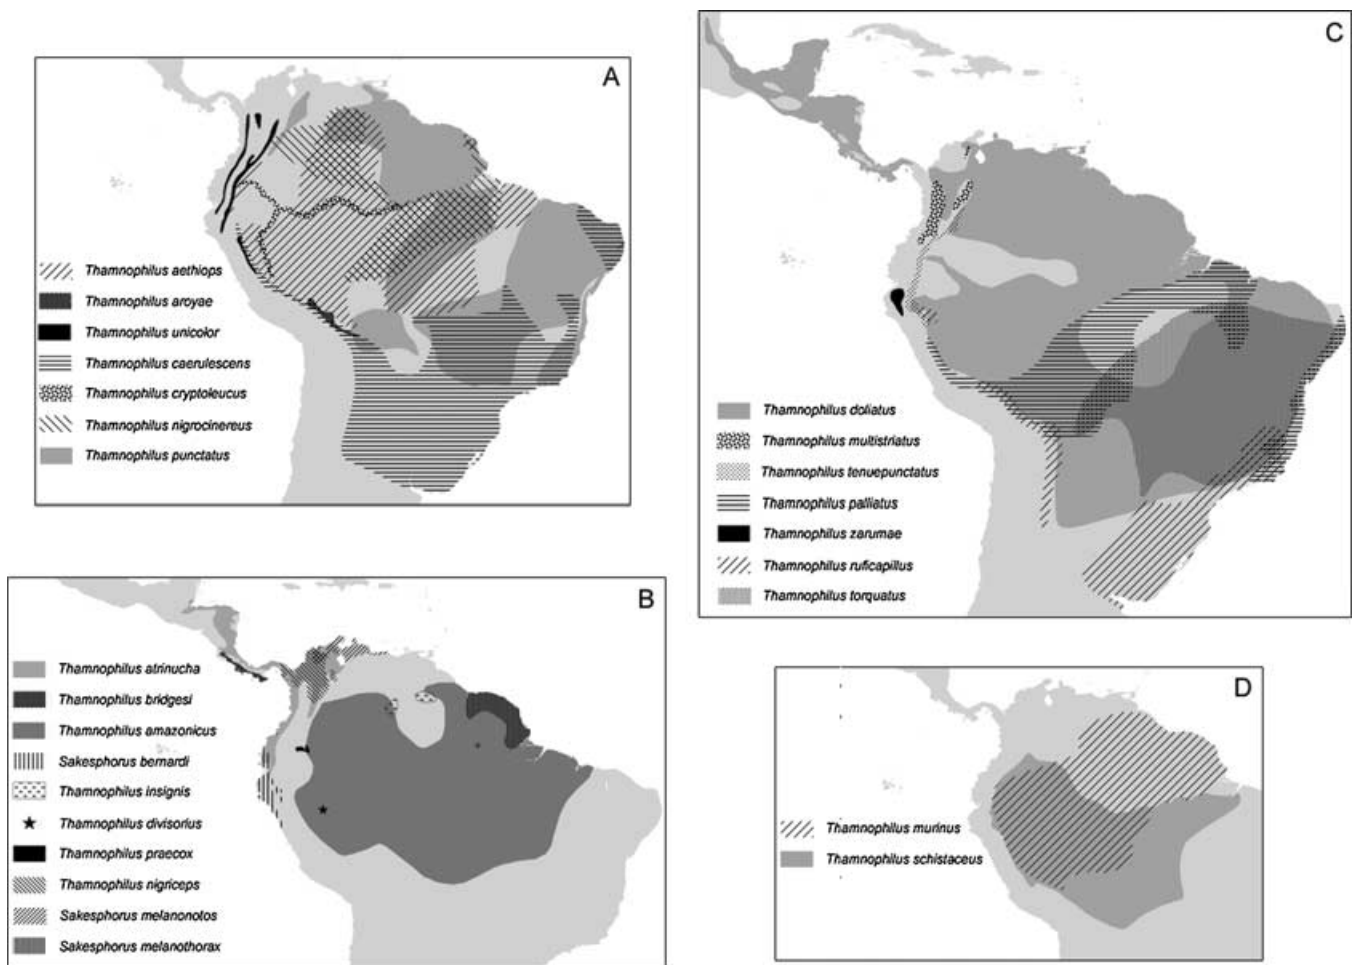 A
Thamnophilus aethiops
Thamnophilus aroyae
Thamnophilus unicolor
Thamnophilus caerulescens
Thamnophilus cryptoleucus
Thamnophilus nigrocinereus
Thamnophilus punctatus
C
Thamnophilus doliatus
Thamnophilus multistriatus
Thamnophilus tenuepunctatus
Thamnophilus palliatus
Thamnophilus zarumae
Thamnophilus ruficapillus
Thamnophilus torquatus
B
Thamnophilus atrinucha
Thamnophilus bridgesi
Thamnophilus amazonicus
Sakesphorus bernardi
Thamnophilus insignis
Thamnophilus divisorius
Thamnophilus praecox
Thamnophilus nigriceps
Sakesphorus melanonotos
Sakesphorus melanothorax
D
Thamnophilus murinus
Thamnophilus schistaceus